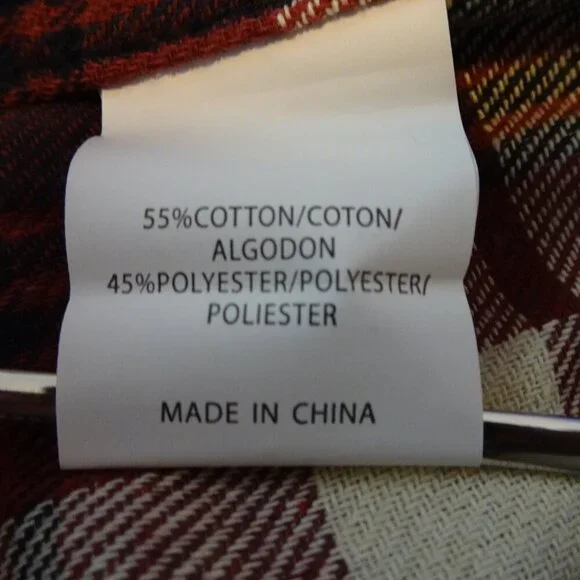 55%COTTON/COTON/
ALGODON
45%POLYESTER/POLYESTER/
POLIESTER
MADE IN CHINA